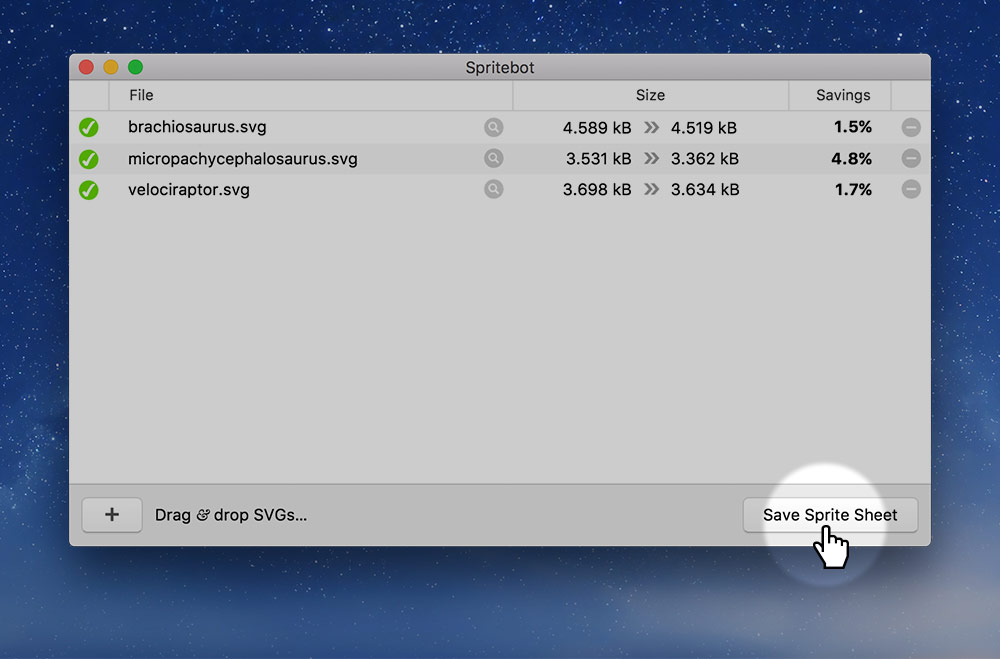 Spritebot
File Size Savings
brachiosaurus.svg 4.589 kB » 4.519 kB 1.5%
micropachycephalosaurus.svg 3.531 kB » 3.362 kB 4.8%
velociraptor.svg 3.698 kB » 3.634 kB 1.7%
+ Drag & drop SVGs... Save Sprite Sheet